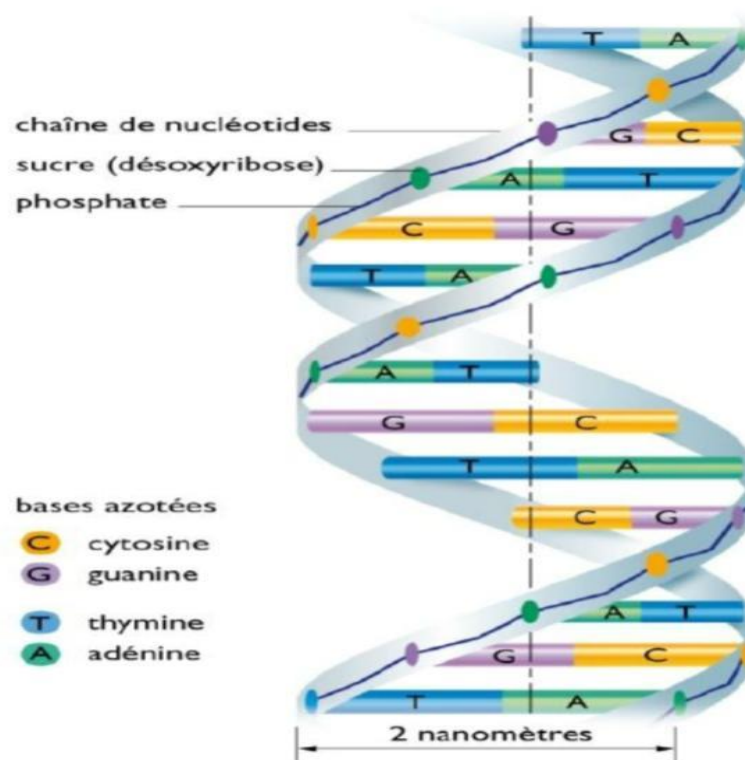 T A
chaîne de nucléotides
G C
sucre (désoxyribose)
A T
phosphate
C G
T A
A T
G C
T A
bases azotées
C G
C cytosine
G guanine
A T
T thymine
G C
A adénine
T A
2 nanomètres